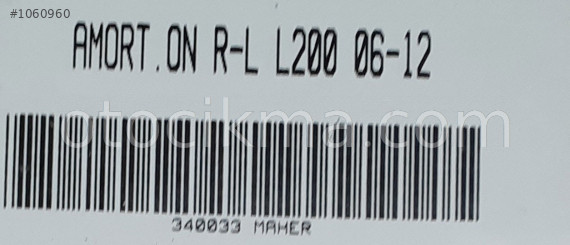 #1060960
AMORT.ON R-L L200 06-12
otocikma.com
340033 MAHER